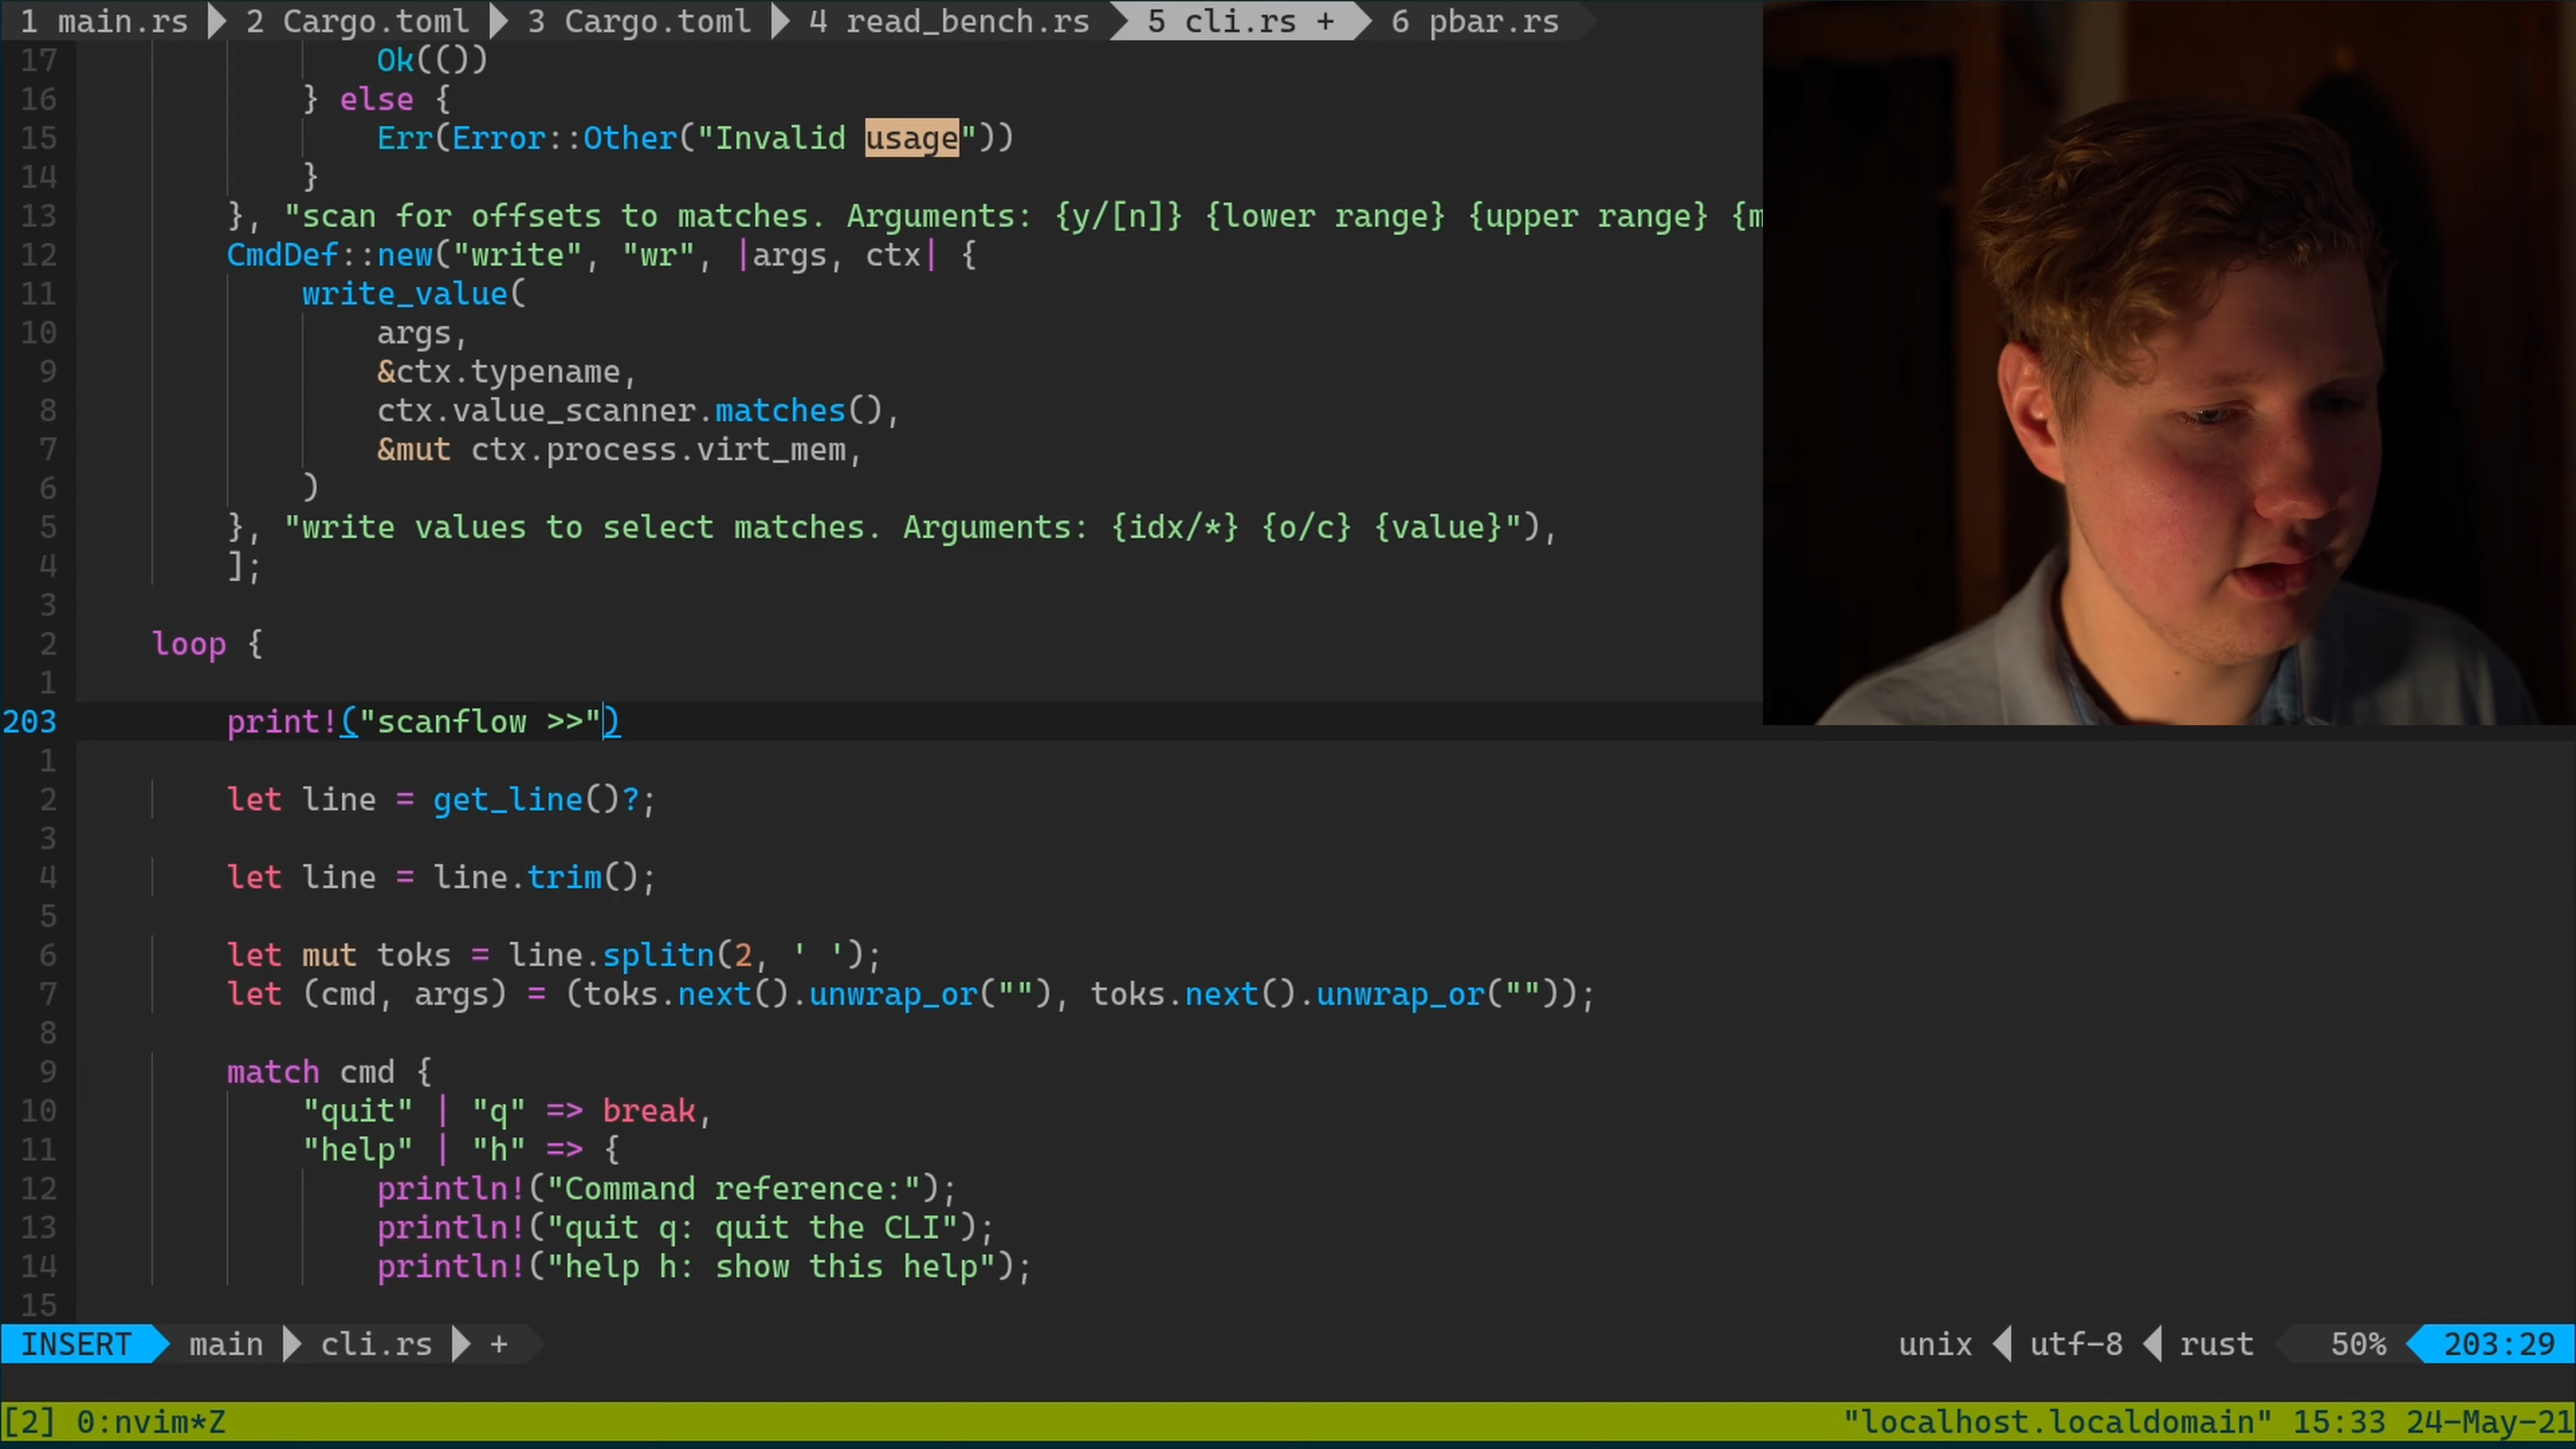 1 main.rs 2 Cargo.toml 3 Cargo.toml 4 read_bench.rs 5 cli.rs + 6 pbar.rs
17 Ok(())
16 } else {
15 Err(Error::Other("Invalid usage"))
14 }
13 }, "scan for offsets to matches. Arguments: {y/[n]} {lower range} {upper range} {m
12 CmdDef::new("write", "wr", |args, ctx| {
11 write_value(
10 args,
9 &ctx.typename,
8 ctx.value_scanner.matches(),
7 &mut ctx.process.virt_mem,
6 )
5 }, "write values to select matches. Arguments: {idx/*} {o/c} {value}"),
4 ];
3
2 loop {
1
203 print!("scanflow >>")
1
2 let line = get_line()?;
3
4 let line = line.trim();
5
6 let mut toks = line.splitn(2, ' ');
7 let (cmd, args) = (toks.next().unwrap_or(""), toks.next().unwrap_or(""));
8
9 match cmd {
10 "quit" | "q" => break,
11 "help" | "h" => {
12 println!("Command reference:");
13 println!("quit q: quit the CLI");
14 println!("help h: show this help");
15
INSERT main cli.rs + unix utf-8 rust 50% 203:29
[2] 0:nvim*Z "localhost.localdomain" 15:33 24-May-21